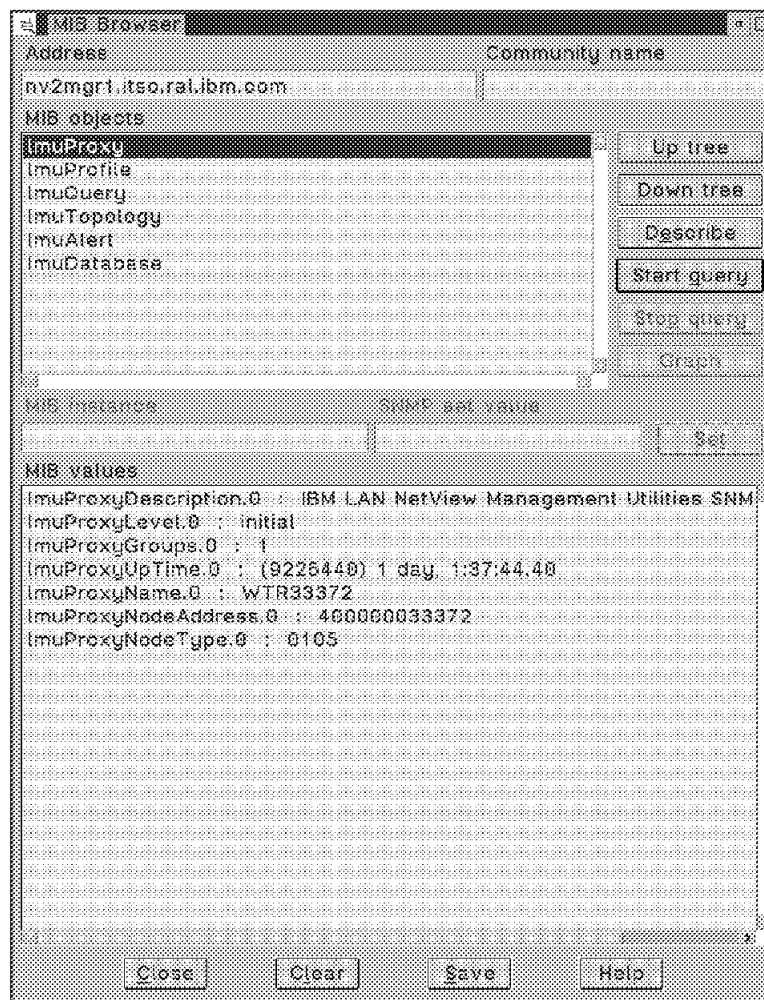 MIB Browser
Address Community name
nv2mgr1.itso.ral.ibm.com
MIB objects
lmuProxy
lmuProfile
lmuQuery
lmuTopology
lmuAlert
lmuDatabase
Up tree
Down tree
Describe
Start query
Stop query
Graph
MIB instance SNMP set value
Set
MIB values
lmuProxyDescription.0 : IBM LAN NetView Management Utilities SNM
lmuProxyLevel.0 : initial
lmuProxyGroups.0 : 1
lmuProxyUpTime.0 : (9226440) 1 day, 1:37:44.40
lmuProxyName.0 : WTR33372
lmuProxyNodeAddress.0 : 400000033372
lmuProxyNodeType.0 : 0105
Close Clear Save Help